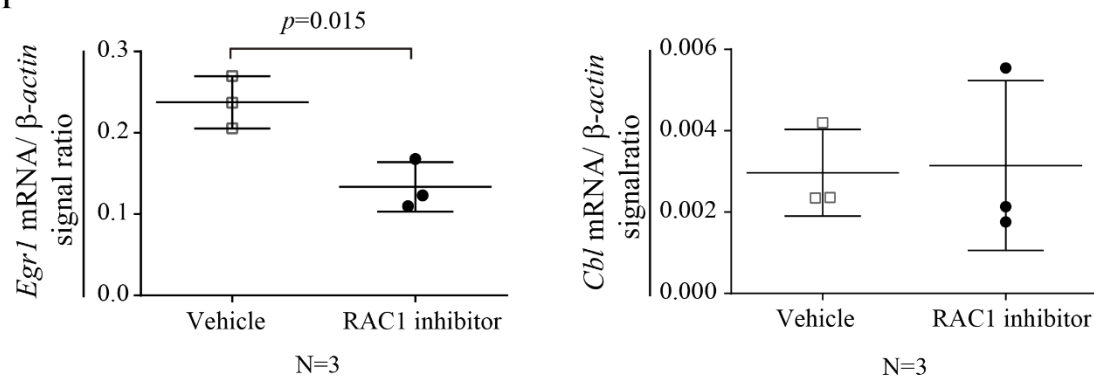 p=0.015
Egr1 mRNA/ β-actin
signal ratio
0.3
0.2
0.1
0.0
Vehicle
RAC1 inhibitor
N=3
Cbl mRNA/ β-actin
signalratio
0.006
0.004
0.002
0.000
Vehicle
RAC1 inhibitor
N=3